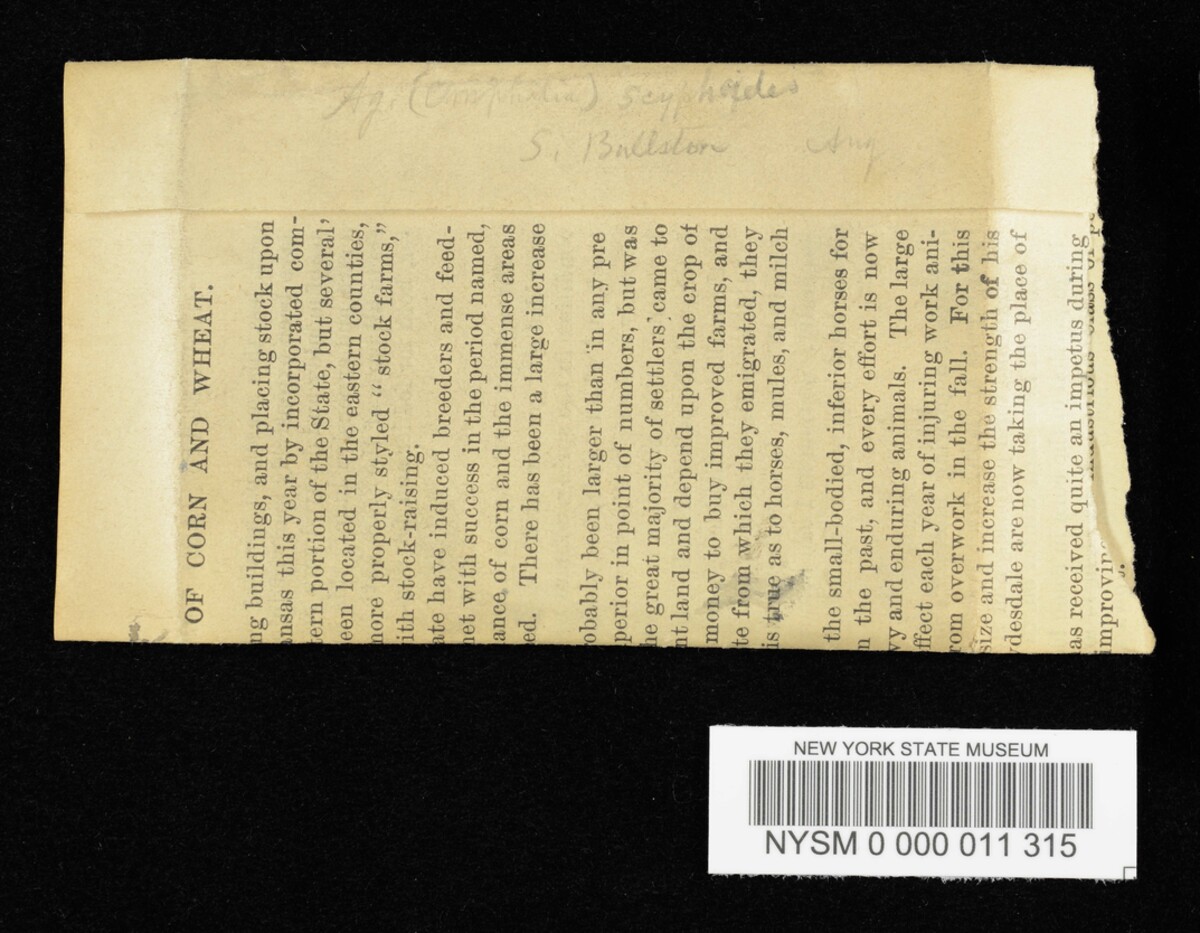 Ag. (Omphalia) scyphoides
S. Ballston Aug
OF CORN AND WHEAT.
ng buildings, and placing stock upon
ansas this year by incorporated com-
tern portion of the State, but several
een located in the eastern counties,
more properly styled “stock farms,”
ith stock-raising.
ate have induced breeders and feed-
net with success in the period named,
ance of corn and the immense areas
ed. There has been a large increase
obably been larger than in any pre
perior in point of numbers, but was
he great majority of settlers came to
nt land and depend upon the crop of
money to buy improved farms, and
te from which they emigrated, they
is true as to horses, mules, and milch
the small-bodied, inferior horses for
n the past, and every effort is now
vy and enduring animals. The large
ffect each year of injuring work ani-
rom overwork in the fall. For this
size and increase the strength of his
ydesdale are now taking the place of
as received quite an impetus during
improving industrious class of
NEW YORK STATE MUSEUM
NYSM 0 000 011 315